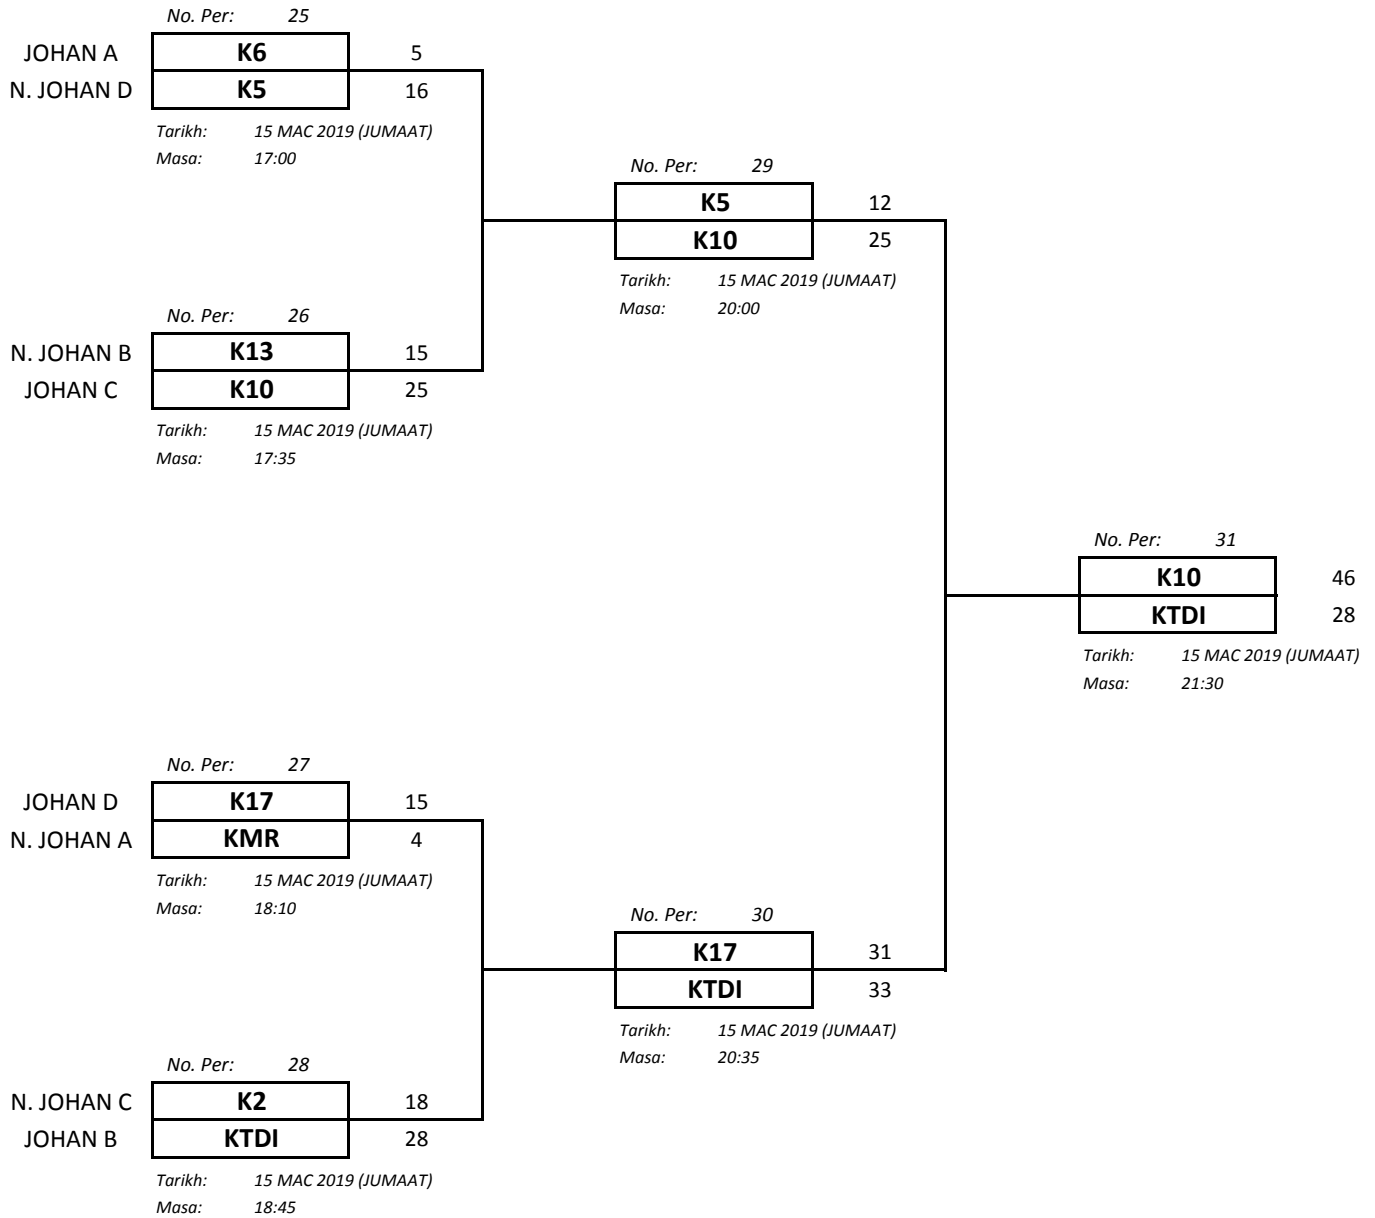 No. Per: 25
JOHAN A K6 5
N. JOHAN D K5 16
Tarikh: 15 MAC 2019 (JUMAAT)
Masa: 17:00
No. Per: 29
K5 12
K10 25
Tarikh: 15 MAC 2019 (JUMAAT)
Masa: 20:00
No. Per: 26
N. JOHAN B K13 15
JOHAN C K10 25
Tarikh: 15 MAC 2019 (JUMAAT)
Masa: 17:35
No. Per: 31
K10 46
KTDI 28
Tarikh: 15 MAC 2019 (JUMAAT)
Masa: 21:30
No. Per: 27
JOHAN D K17 15
N. JOHAN A KMR 4
Tarikh: 15 MAC 2019 (JUMAAT)
Masa: 18:10
No. Per: 30
K17 31
KTDI 33
Tarikh: 15 MAC 2019 (JUMAAT)
Masa: 20:35
No. Per: 28
N. JOHAN C K2 18
JOHAN B KTDI 28
Tarikh: 15 MAC 2019 (JUMAAT)
Masa: 18:45